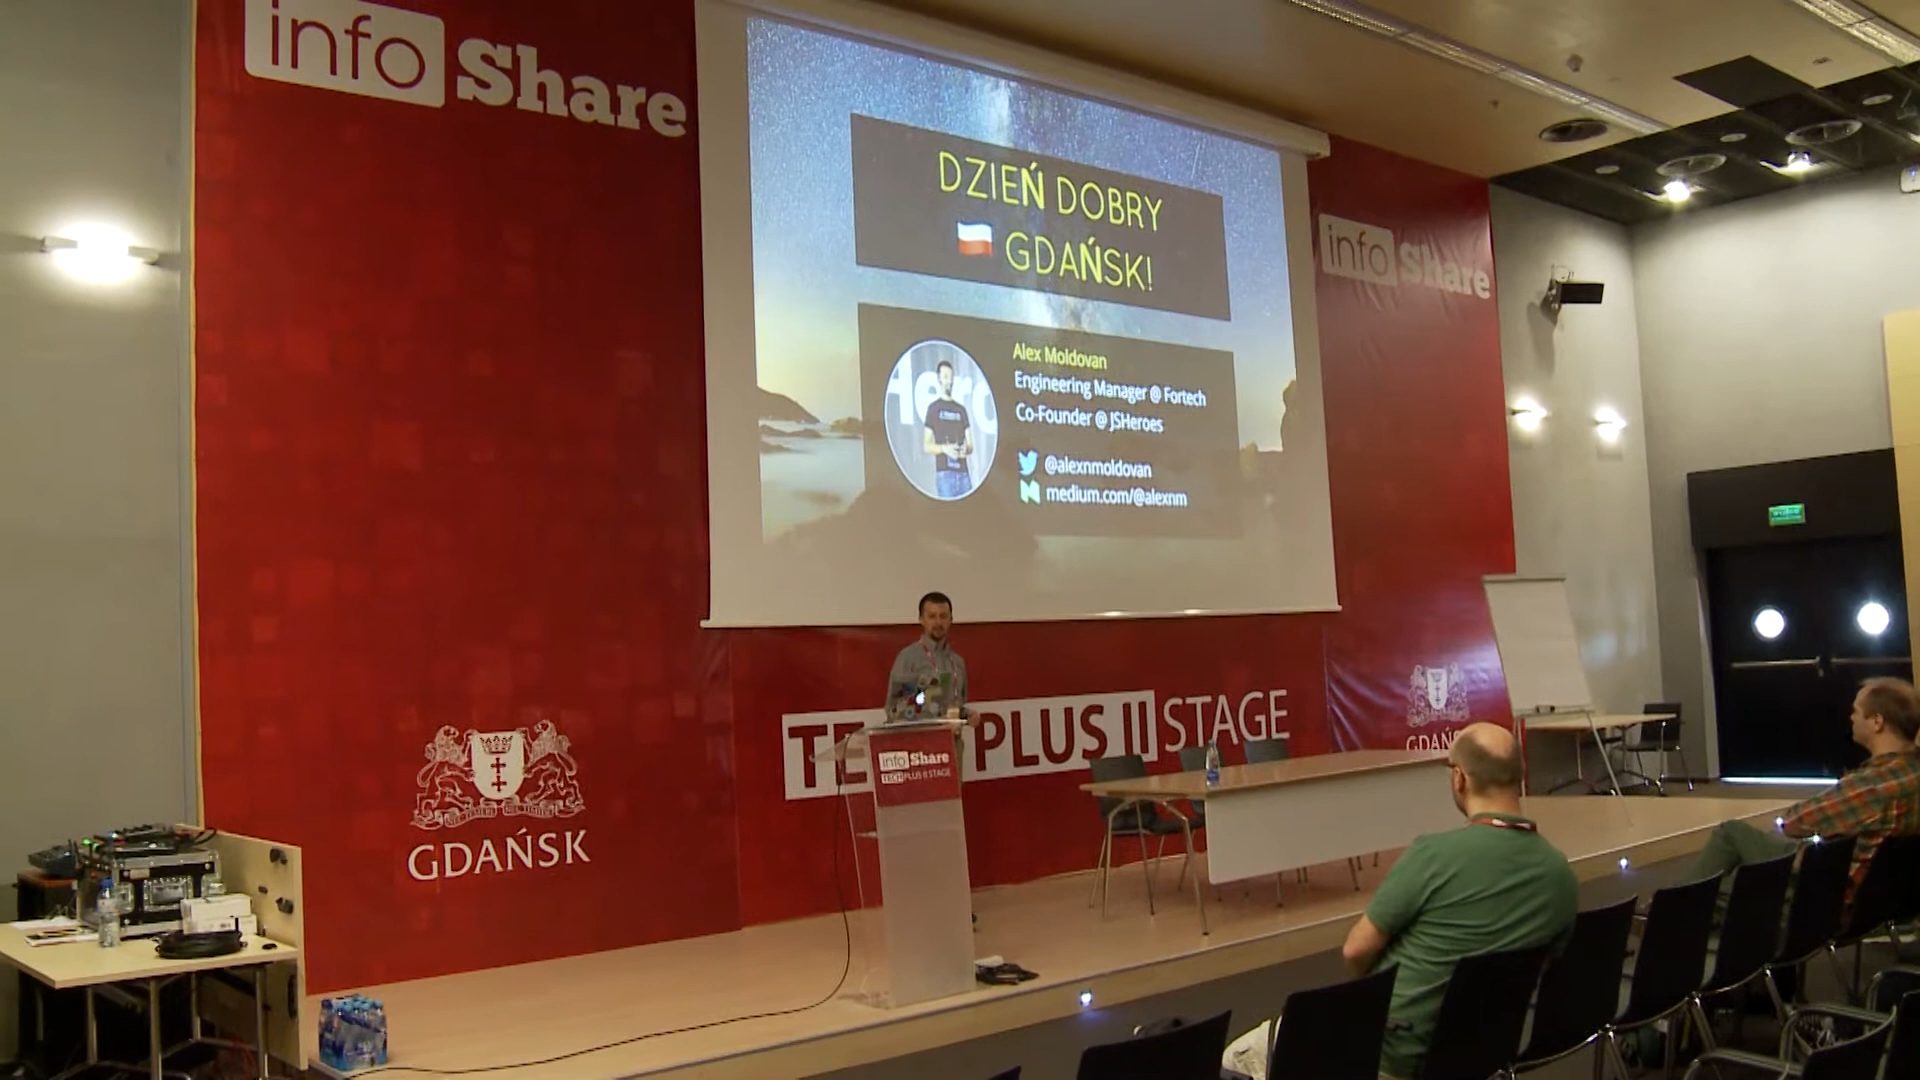 info Share
DZIEŃ DOBRY
GDAŃSK!
Alex Moldovan
Engineering Manager @ Fortech
Co-Founder @ JSHeroes
@alexnmoldovan
medium.com/@alexnm
info Share
PLUS II STAGE
info Share
TECH PLUS II STAGE
GDAŃSK